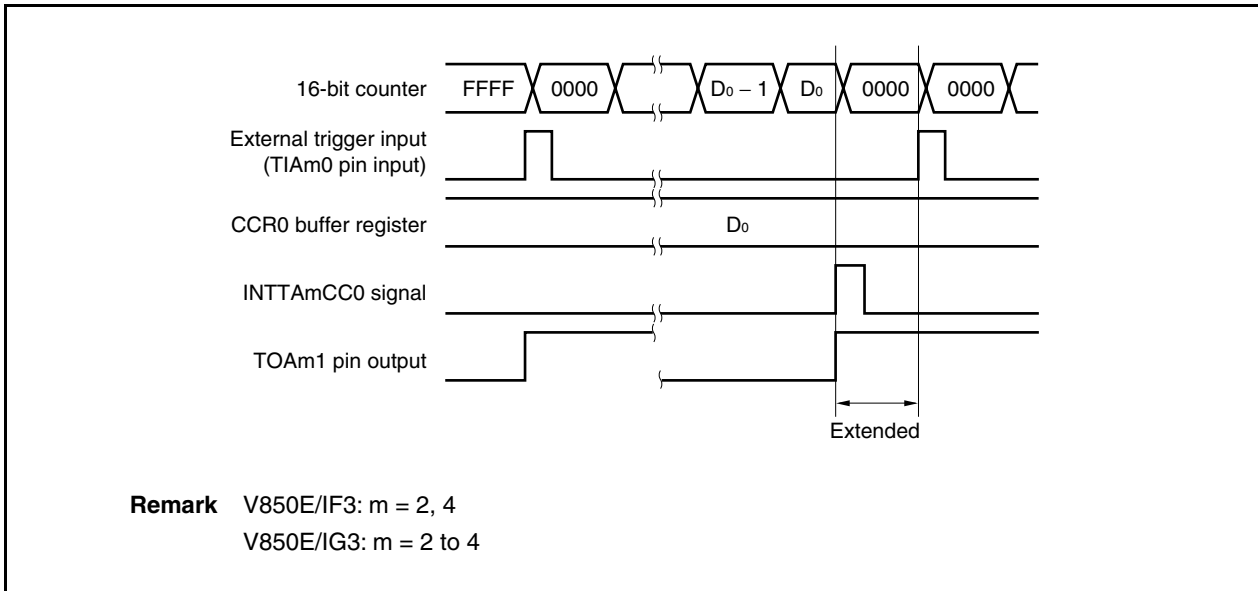 16-bit counter FFFF 0000 D₀ – 1 D₀ 0000 0000
External trigger input
(TIAm0 pin input)
CCR0 buffer register D₀
INTTAmCC0 signal
TOAm1 pin output
Extended
Remark V850E/IF3: m = 2, 4
V850E/IG3: m = 2 to 4